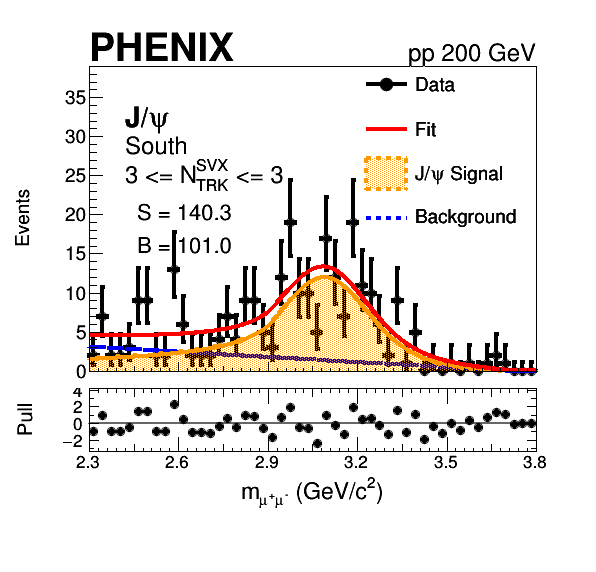 PHENIX pp 200 GeV
Data
Fit
J/ψ Signal
Background
J/ψ
South
3 <= N^SVX_TRK <= 3
S = 140.3
B = 101.0
Events
35
30
25
20
15
10
5
0
Pull
4
2
0
−2
2.3 2.6 2.9 3.2 3.5 3.8
m_μ⁺μ⁻ (GeV/c²)